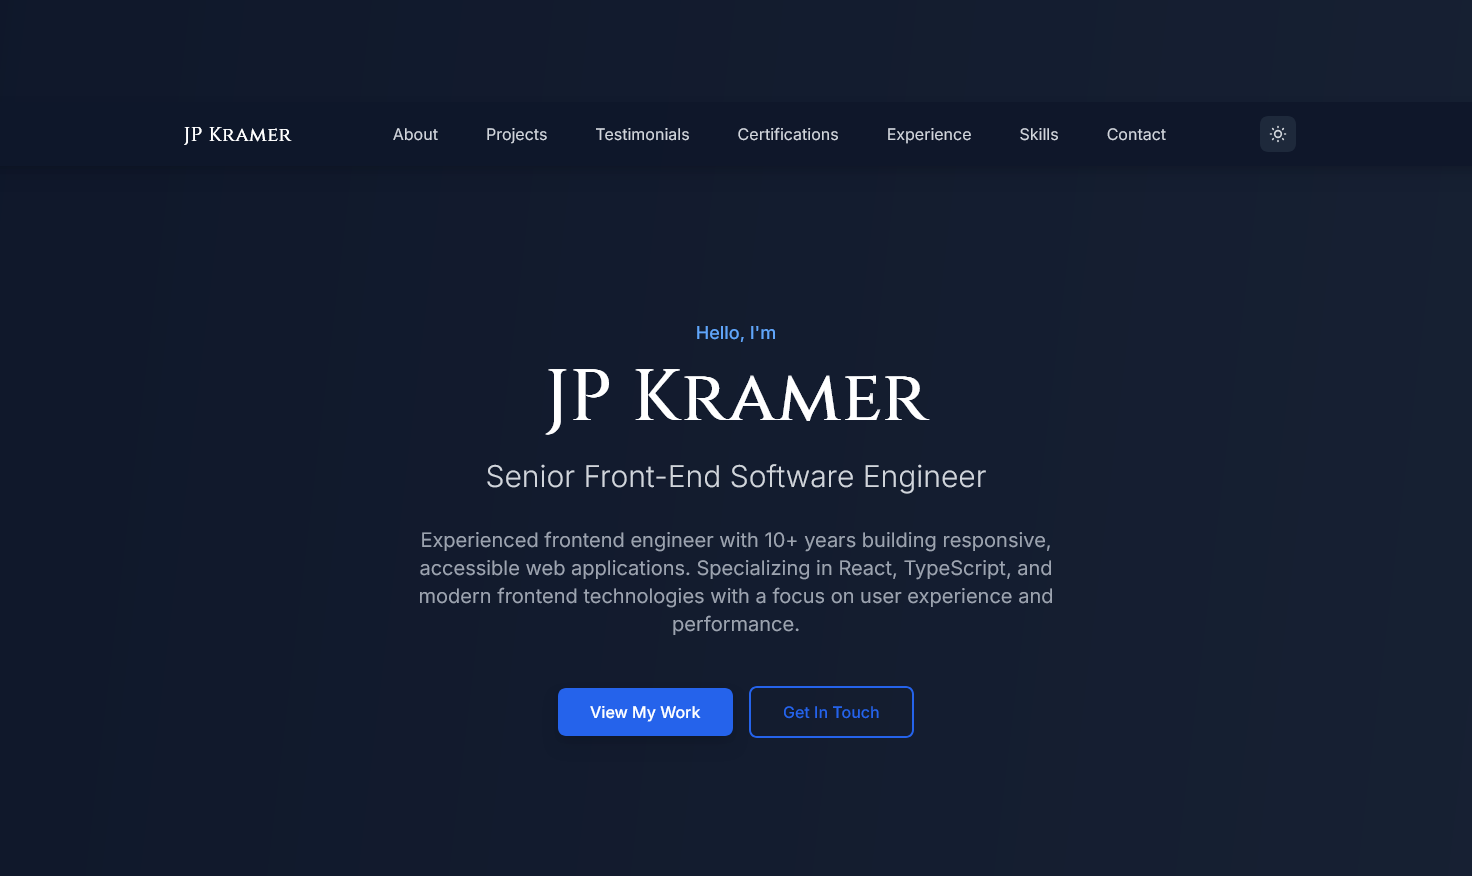 JP Kramer
About Projects Testimonials Certifications Experience Skills Contact
Hello, I'm
JP Kramer
Senior Front-End Software Engineer
Experienced frontend engineer with 10+ years building responsive,
accessible web applications. Specializing in React, TypeScript, and
modern frontend technologies with a focus on user experience and
performance.
View My Work Get In Touch